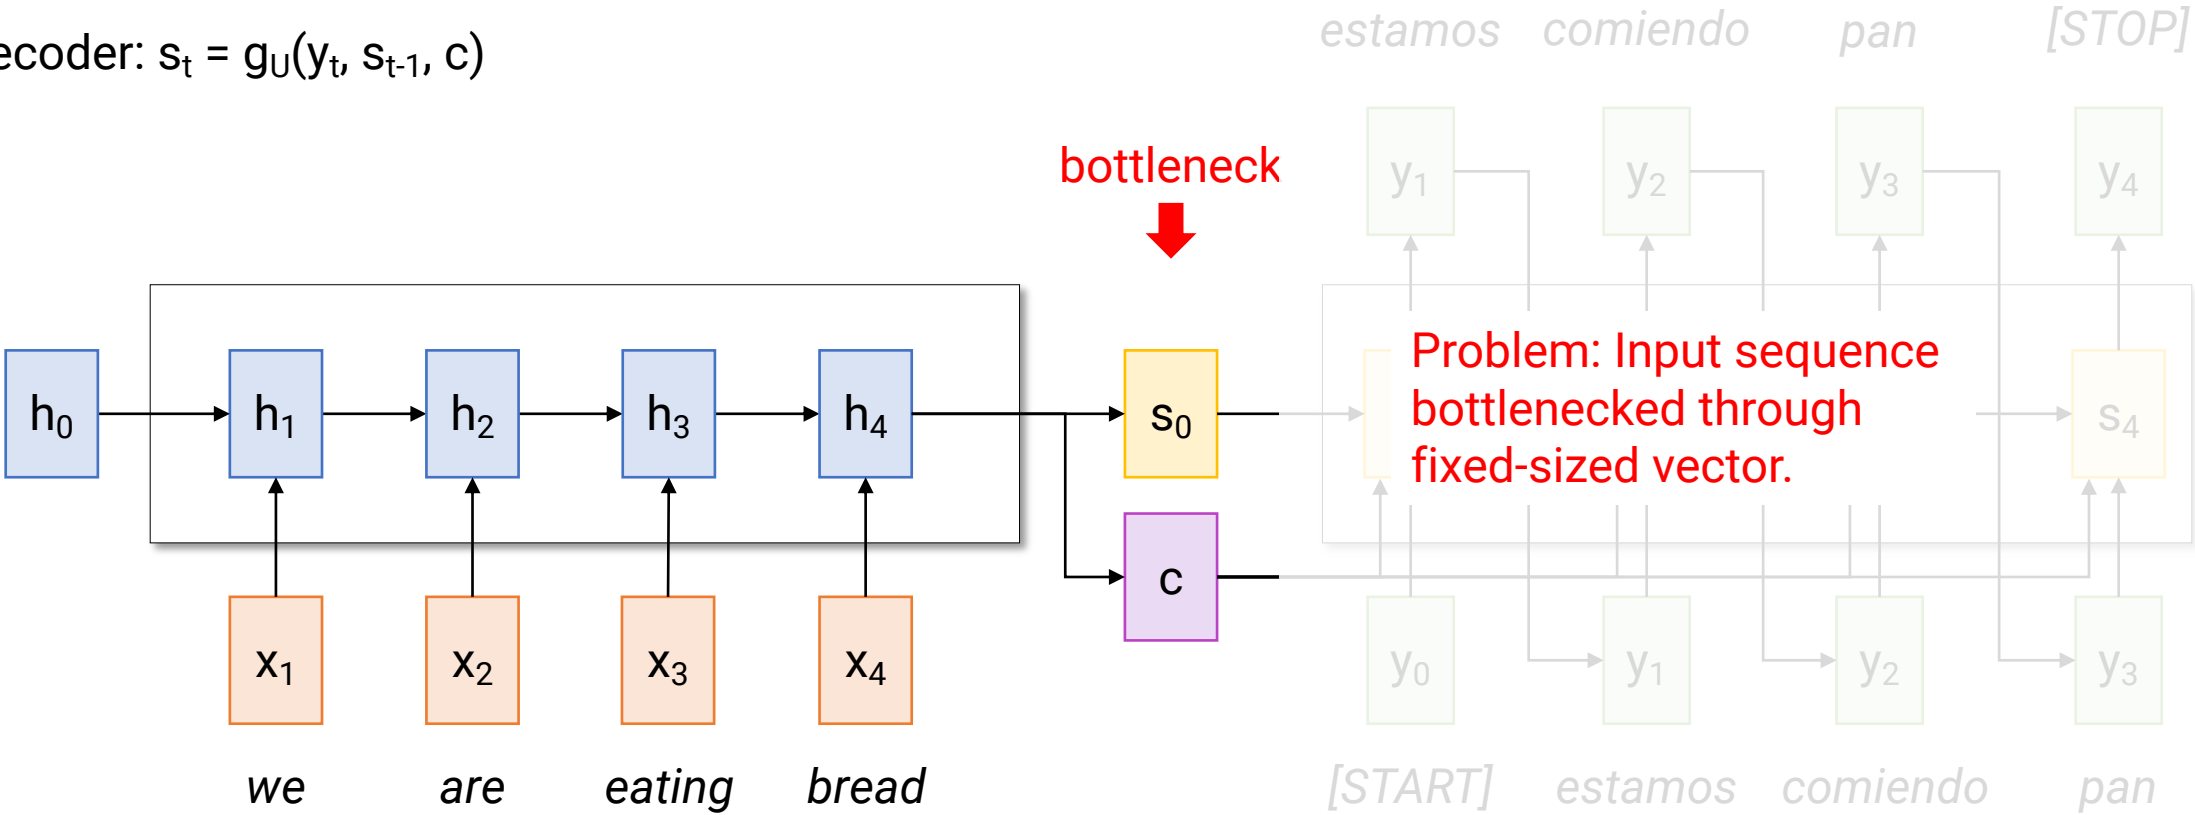 ecoder: sₜ = gᵤ(yₜ, sₜ₋₁, c)
estamos comiendo pan [STOP]
bottleneck
y₁ y₂ y₃ y₄
Problem: Input sequence
bottlenecked through
fixed-sized vector.
h₀ h₁ h₂ h₃ h₄ s₀ s₄
c
x₁ x₂ x₃ x₄ y₀ y₁ y₂ y₃
we are eating bread [START] estamos comiendo pan